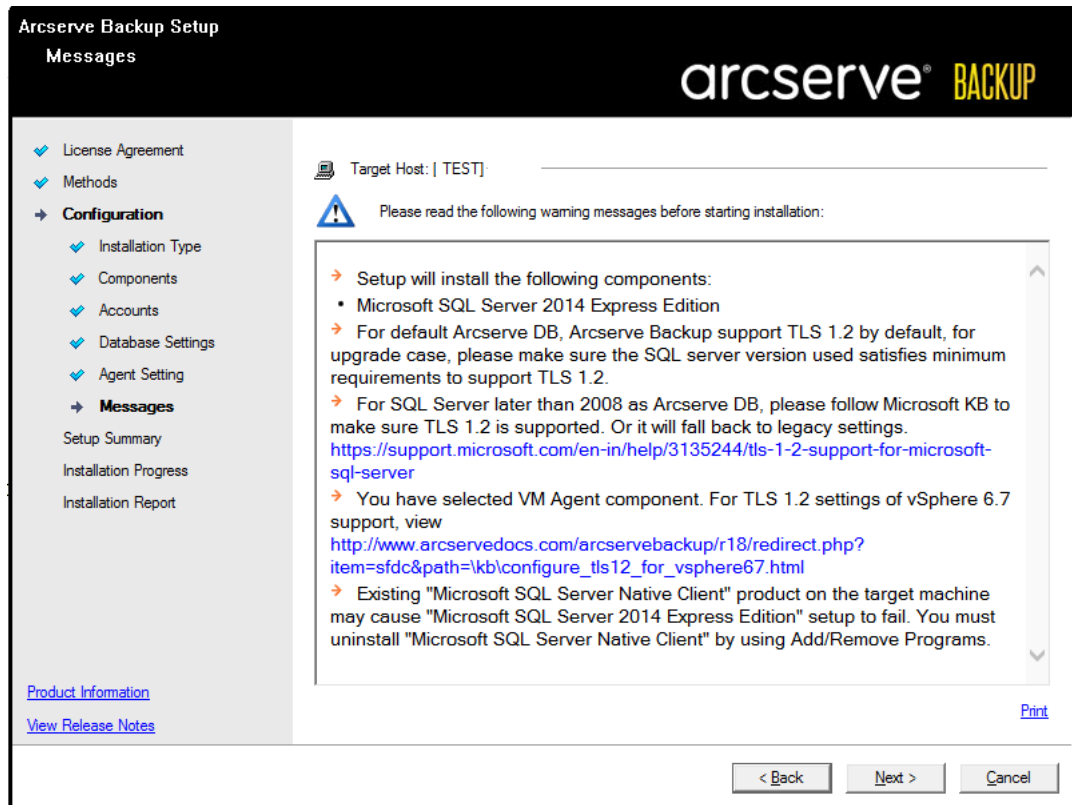 Arcserve Backup Setup
Messages
arcserve® BACKUP
License Agreement
Methods
Configuration
Installation Type
Components
Accounts
Database Settings
Agent Setting
Messages
Setup Summary
Installation Progress
Installation Report
Product Information
View Release Notes
Target Host: [ TEST]
Please read the following warning messages before starting installation:
Setup will install the following components:
• Microsoft SQL Server 2014 Express Edition
For default Arcserve DB, Arcserve Backup support TLS 1.2 by default, for
upgrade case, please make sure the SQL server version used satisfies minimum
requirements to support TLS 1.2.
For SQL Server later than 2008 as Arcserve DB, please follow Microsoft KB to
make sure TLS 1.2 is supported. Or it will fall back to legacy settings.
https://support.microsoft.com/en-in/help/3135244/tls-1-2-support-for-microsoft-
sql-server
You have selected VM Agent component. For TLS 1.2 settings of vSphere 6.7
support, view
http://www.arcservedocs.com/arcservebackup/r18/redirect.php?
item=sfdc&path=\kb\configure_tls12_for_vsphere67.html
Existing "Microsoft SQL Server Native Client" product on the target machine
may cause "Microsoft SQL Server 2014 Express Edition" setup to fail. You must
uninstall "Microsoft SQL Server Native Client" by using Add/Remove Programs.
Print
< Back
Next >
Cancel